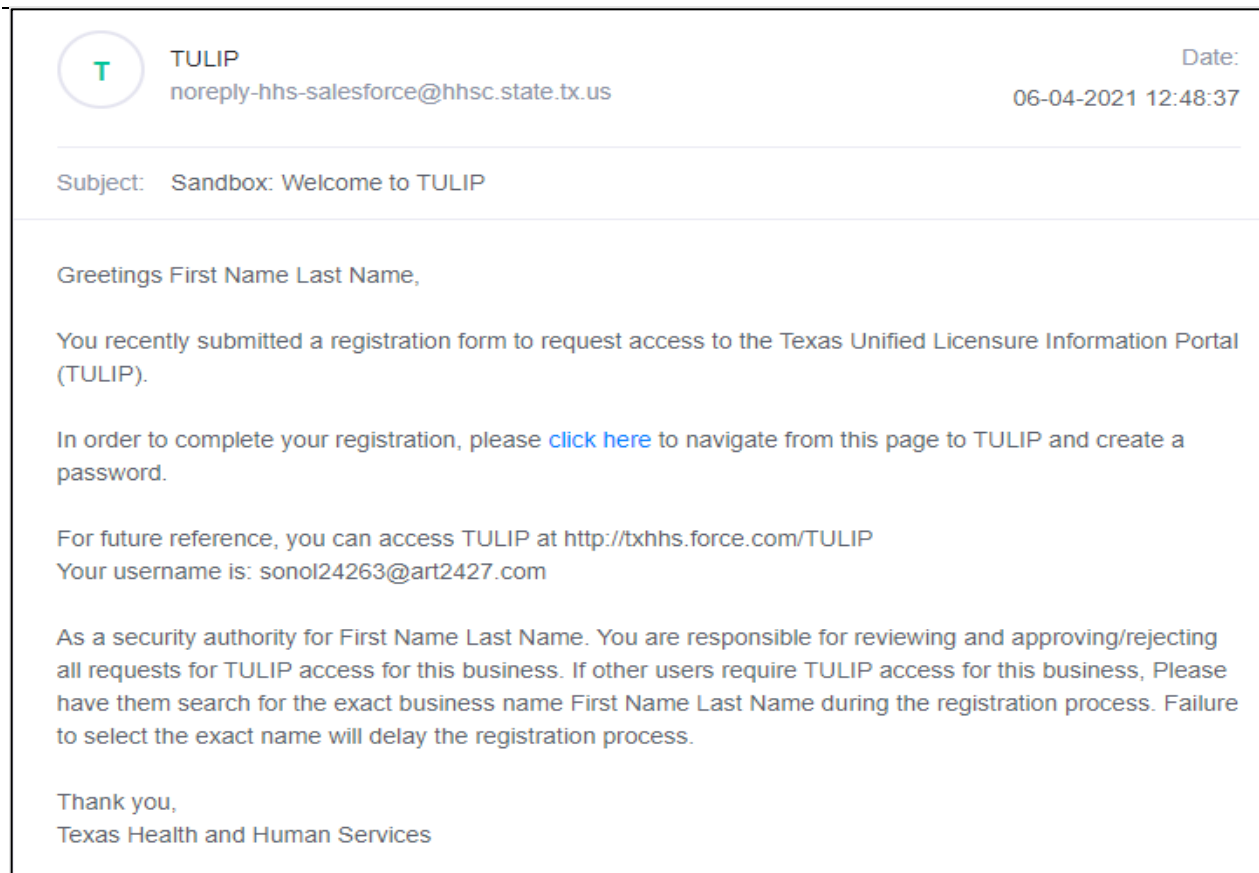 T
TULIP
noreply-hhs-salesforce@hhsc.state.tx.us
Date:
06-04-2021 12:48:37
Subject: Sandbox: Welcome to TULIP
Greetings First Name Last Name,
You recently submitted a registration form to request access to the Texas Unified Licensure Information Portal
(TULIP).
In order to complete your registration, please click here to navigate from this page to TULIP and create a
password.
For future reference, you can access TULIP at http://txhhs.force.com/TULIP
Your username is: sonol24263@art2427.com
As a security authority for First Name Last Name. You are responsible for reviewing and approving/rejecting
all requests for TULIP access for this business. If other users require TULIP access for this business, Please
have them search for the exact business name First Name Last Name during the registration process. Failure
to select the exact name will delay the registration process.
Thank you,
Texas Health and Human Services